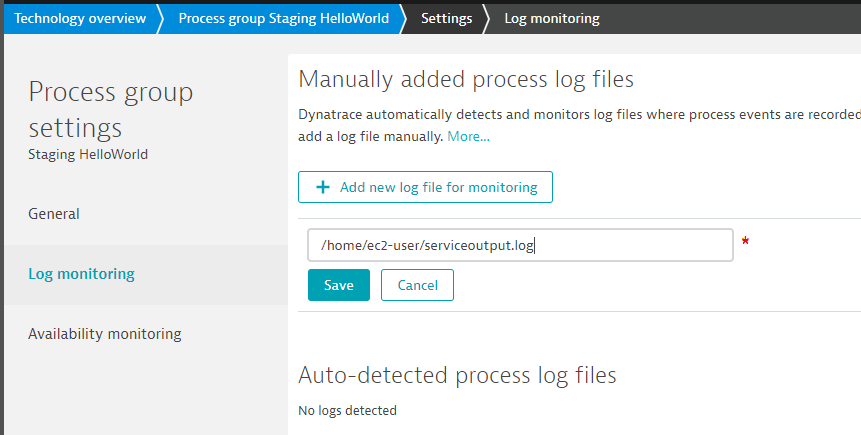 Technology overview Process group Staging HelloWorld Settings Log monitoring
Process group
settings
Staging HelloWorld
General
Log monitoring
Availability monitoring
Manually added process log files
Dynatrace automatically detects and monitors log files where process events are recorded
add a log file manually. More...
+ Add new log file for monitoring
/home/ec2-user/serviceoutput.log *
Save Cancel
Auto-detected process log files
No logs detected